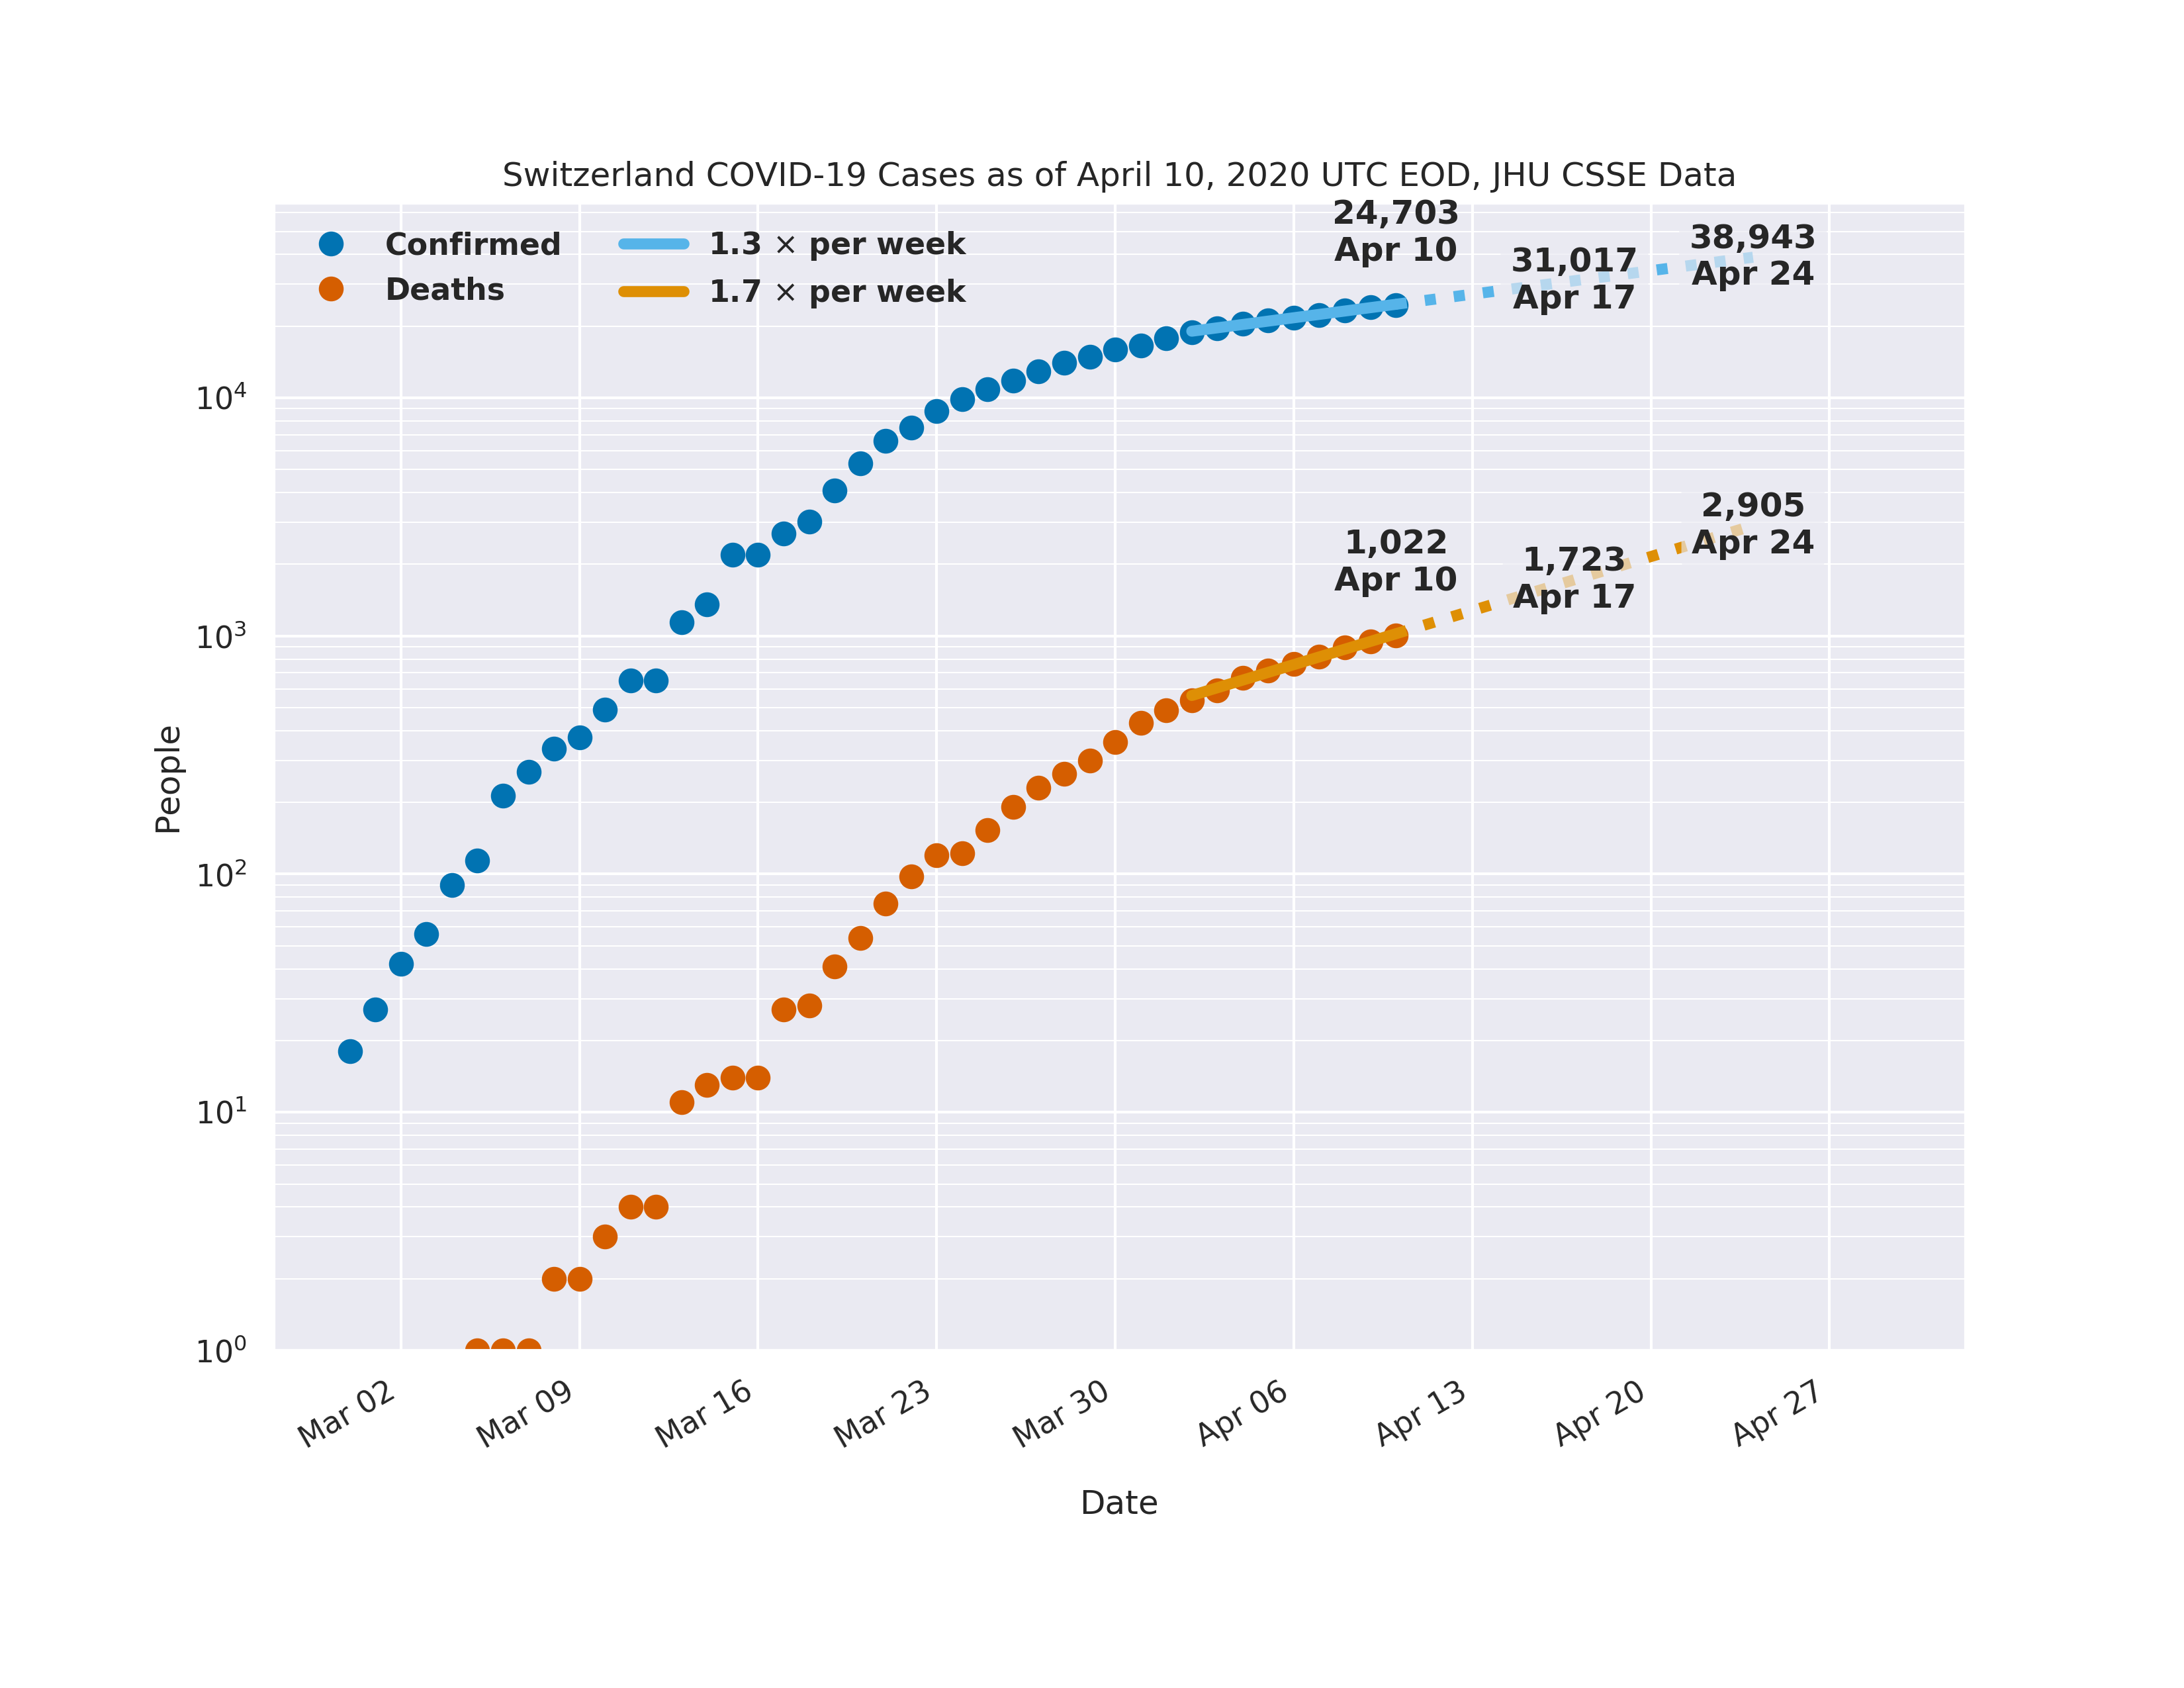 Switzerland COVID-19 Cases as of April 10, 2020 UTC EOD, JHU CSSE Data
Confirmed
Deaths
1.3 × per week
1.7 × per week
24,703
Apr 10
31,017
Apr 17
38,943
Apr 24
1,022
Apr 10
1,723
Apr 17
2,905
Apr 24
People
10⁴
10³
10²
10¹
10⁰
Mar 02
Mar 09
Mar 16
Mar 23
Mar 30
Apr 06
Apr 13
Apr 20
Apr 27
Date